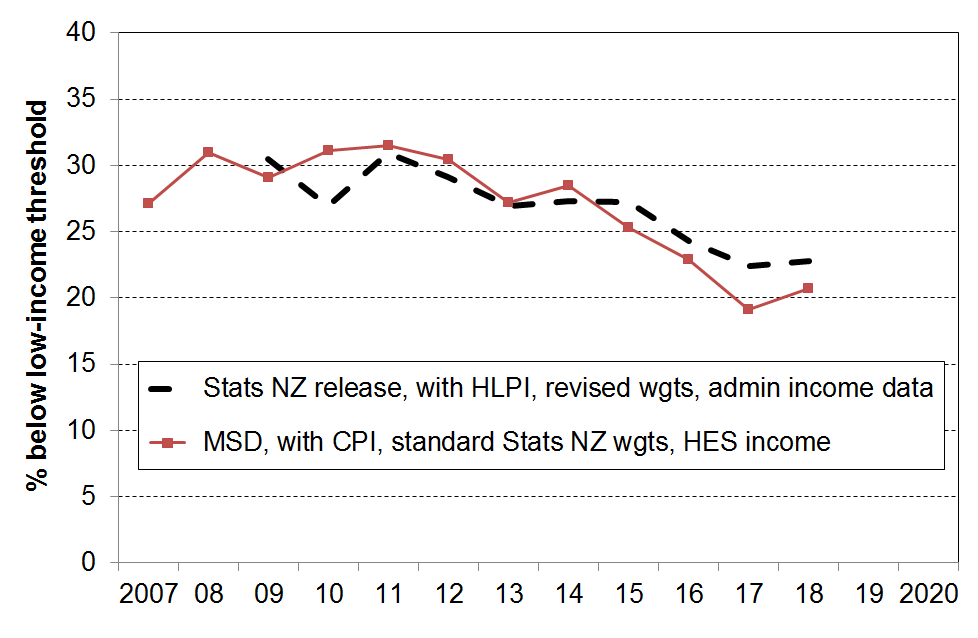 40
35
30
25
20
15
10
5
0
% below low-income threshold
Stats NZ release, with HLPI, revised wgts, admin income data
MSD, with CPI, standard Stats NZ wgts, HES income
2007 08 09 10 11 12 13 14 15 16 17 18 19 2020